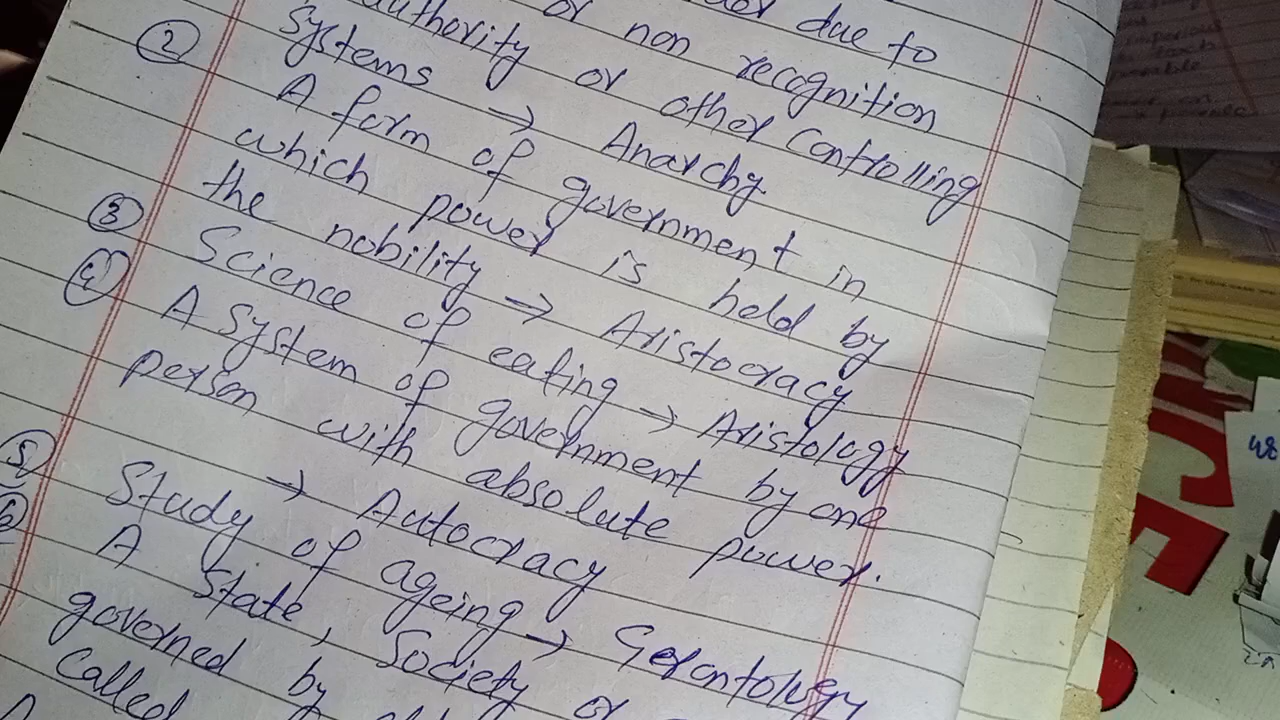 due to
or non recognition
authority or other Controlling
systems → Anarchy.
② A form of government in
which power is held by
the nobility → Aristocracy
③ Science of eating → Aristology
④ A system of government by one
person with absolute power.
→ Autocracy
⑤ Study of ageing → Gerontology
⑥ A State, Society or
governed by
Called